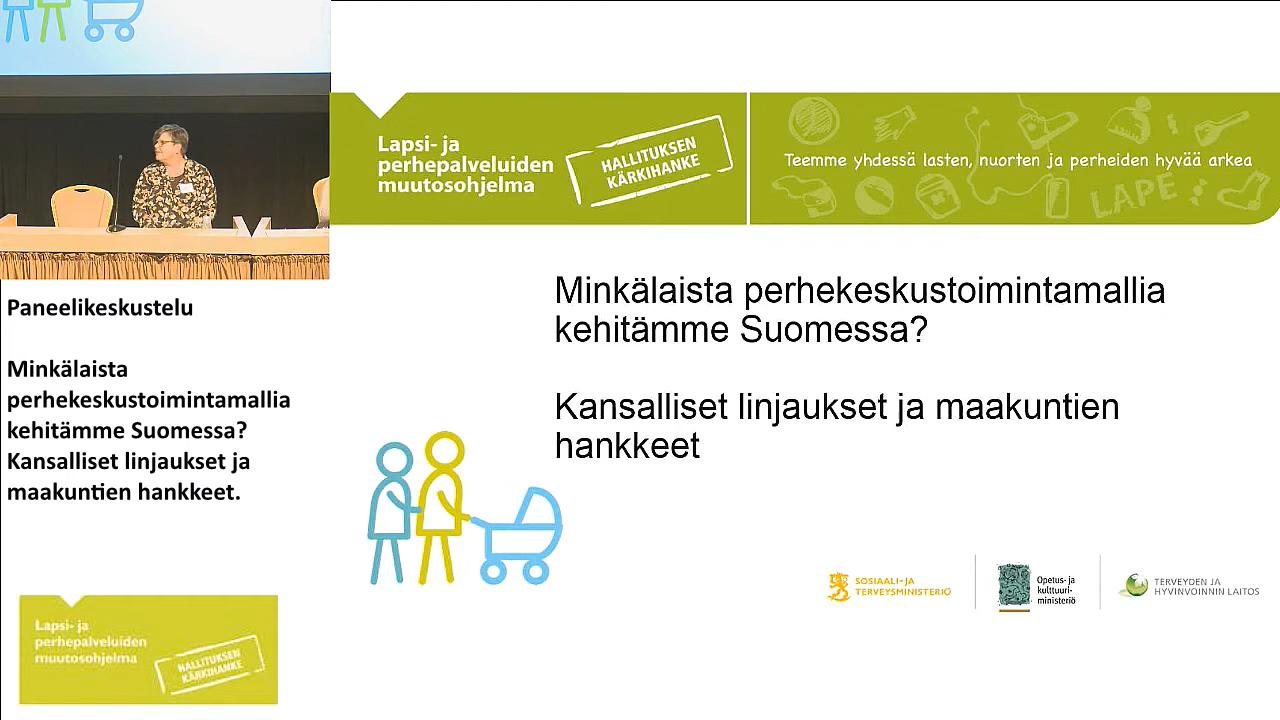 Lapsi- ja
perhepalveluiden
muutosohjelma
HALLITUKSEN
KÄRKIHANKE
Teemme yhdessä lasten, nuorten ja perheiden hyvää arkea
LAPE
Minkälaista perhekeskustoimintamallia
kehitämme Suomessa?
Kansalliset linjaukset ja maakuntien
hankkeet
SOSIAALI- JA
TERVEYSMINISTERIÖ
Opetus- ja
kulttuuri-
ministeriö
TERVEYDEN JA
HYVINVOINNIN LAITOS
Paneelikeskustelu
Minkälaista
perhekeskustoimintamallia
kehitämme Suomessa?
Kansalliset linjaukset ja
maakuntien hankkeet.
Lapsi- ja
perhepalveluiden
muutosohjelma
HALLITUKSEN
KÄRKIHANKE